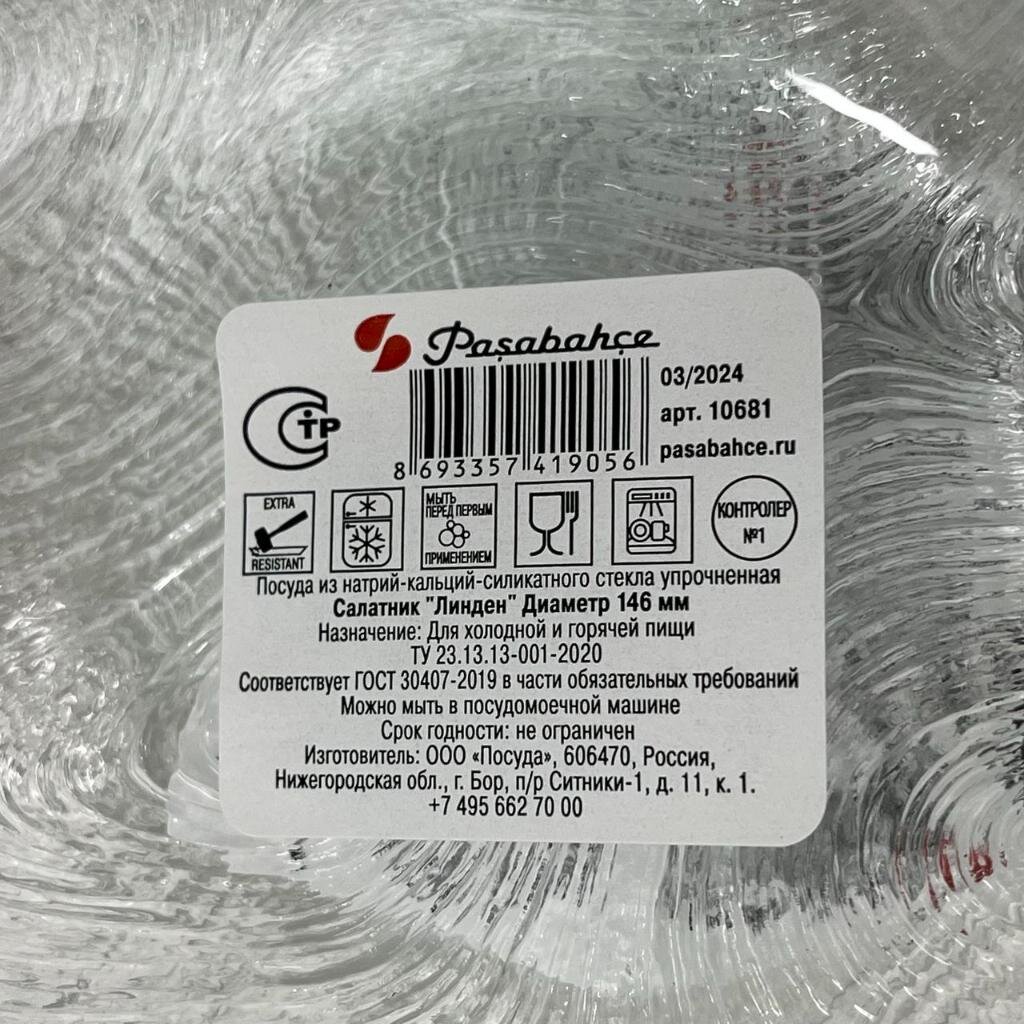 Paşabahçe
03/2024
арт. 10681
pasabahce.ru
СТР
8 693357 419056
EXTRA
RESISTANT
МЫТЬ
ПЕРЕД ПЕРВЫМ
ПРИМЕНЕНИЕМ
КОНТРОЛЕР
№1
Посуда из натрий-кальций-силикатного стекла упрочненная
Салатник "Линден" Диаметр 146 мм
Назначение: Для холодной и горячей пищи
ТУ 23.13.13-001-2020
Соответствует ГОСТ 30407-2019 в части обязательных требований
Можно мыть в посудомоечной машине
Срок годности: не ограничен
Изготовитель: ООО «Посуда», 606470, Россия,
Нижегородская обл., г. Бор, п/р Ситники-1, д. 11, к. 1.
+7 495 662 70 00